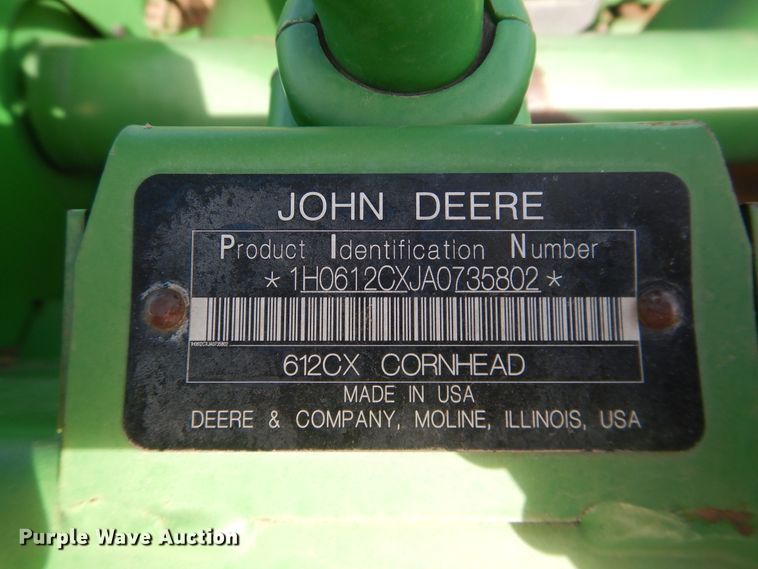 JOHN DEERE
Product Identification Number
*1H0612CXJA0735802*
1H0612CXJA0735802
612CX CORNHEAD
MADE IN USA
DEERE & COMPANY, MOLINE, ILLINOIS, USA
Purple Wave Auction